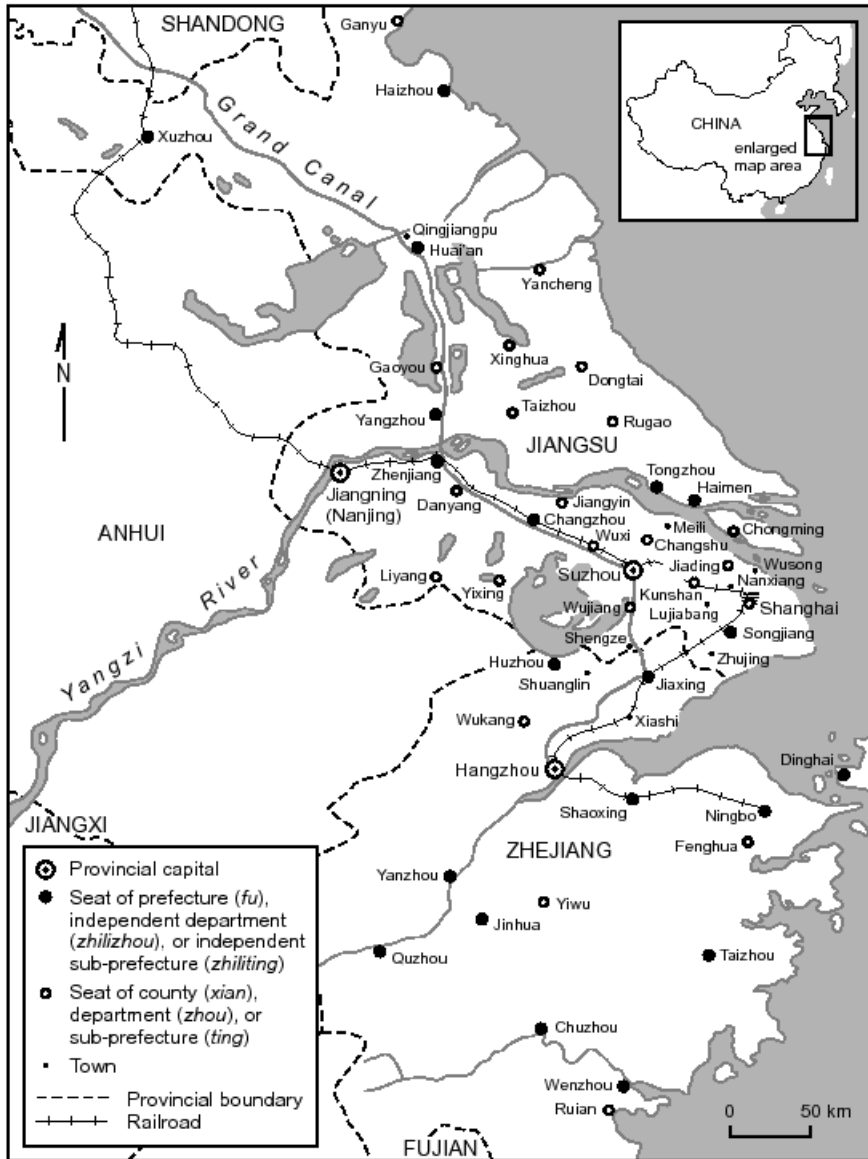 SHANDONG
Ganyu
Haizhou
Xuzhou
Grand Canal
CHINA
enlarged
map area
Qingjiangpu
Huai'an
Yancheng
N
Xinghua
Gaoyou
Dongtai
Taizhou
Yangzhou
Rugao
JIANGSU
Zhenjiang
Tongzhou
Haimen
Jiangning
(Nanjing)
Danyang
Jiangyin
Changzhou
Meili
Chongming
ANHUI
Wuxi
Changshu
Jiading
Wusong
Suzhou
Nanxiang
Liyang
Yixing
Kunshan
Wujiang
Lujiabang
Shanghai
Shengze
Songjiang
Yangzi River
Huzhou
Zhujing
Shuanglin
Jiaxing
Wukang
Xiashi
Hangzhou
Dinghai
Shaoxing
Ningbo
JIANGXI
ZHEJIANG
Fenghua
Yanzhou
Yiwu
Jinhua
Quzhou
Taizhou
Chuzhou
Wenzhou
Ruian
FUJIAN
0 50 km
Provincial capital
Seat of prefecture (fu),
independent department
(zhilizhou), or independent
sub-prefecture (zhiliting)
Seat of county (xian),
department (zhou), or
sub-prefecture (ting)
Town
Provincial boundary
Railroad